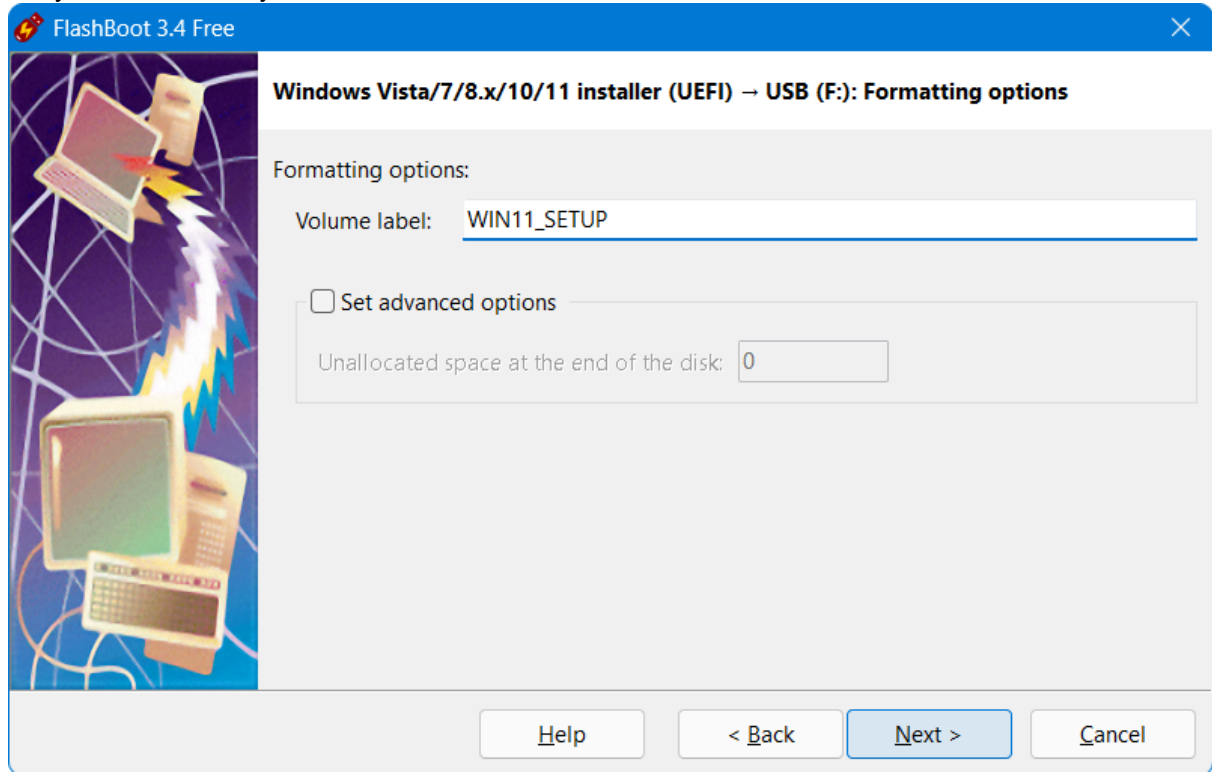 FlashBoot 3.4 Free
Windows Vista/7/8.x/10/11 installer (UEFI) → USB (F:): Formatting options
Formatting options:
Volume label: WIN11_SETUP
Set advanced options
Unallocated space at the end of the disk: 0
Help < Back Next > Cancel